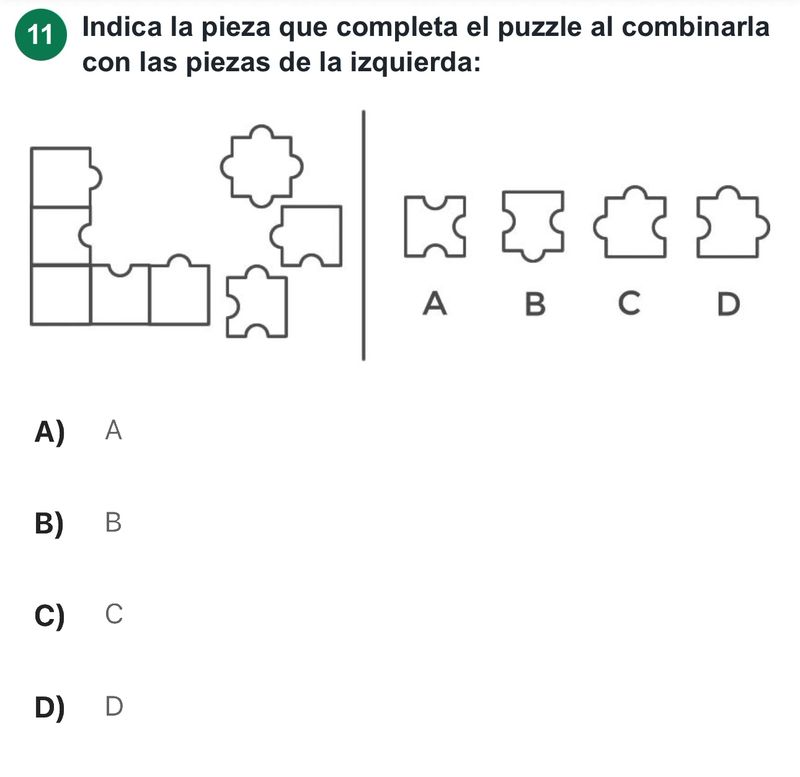 11 Indica la pieza que completa el puzzle al combinarla
con las piezas de la izquierda:
A B C D
A) A
B) B
C) C
D) D